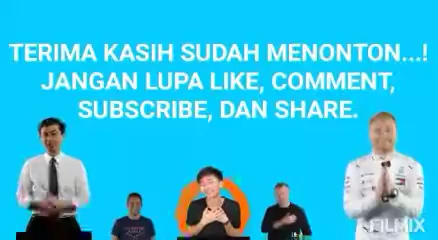 TERIMA KASIH SUDAH MENONTON...!
JANGAN LUPA LIKE, COMMENT,
SUBSCRIBE, DAN SHARE.
FILMIX